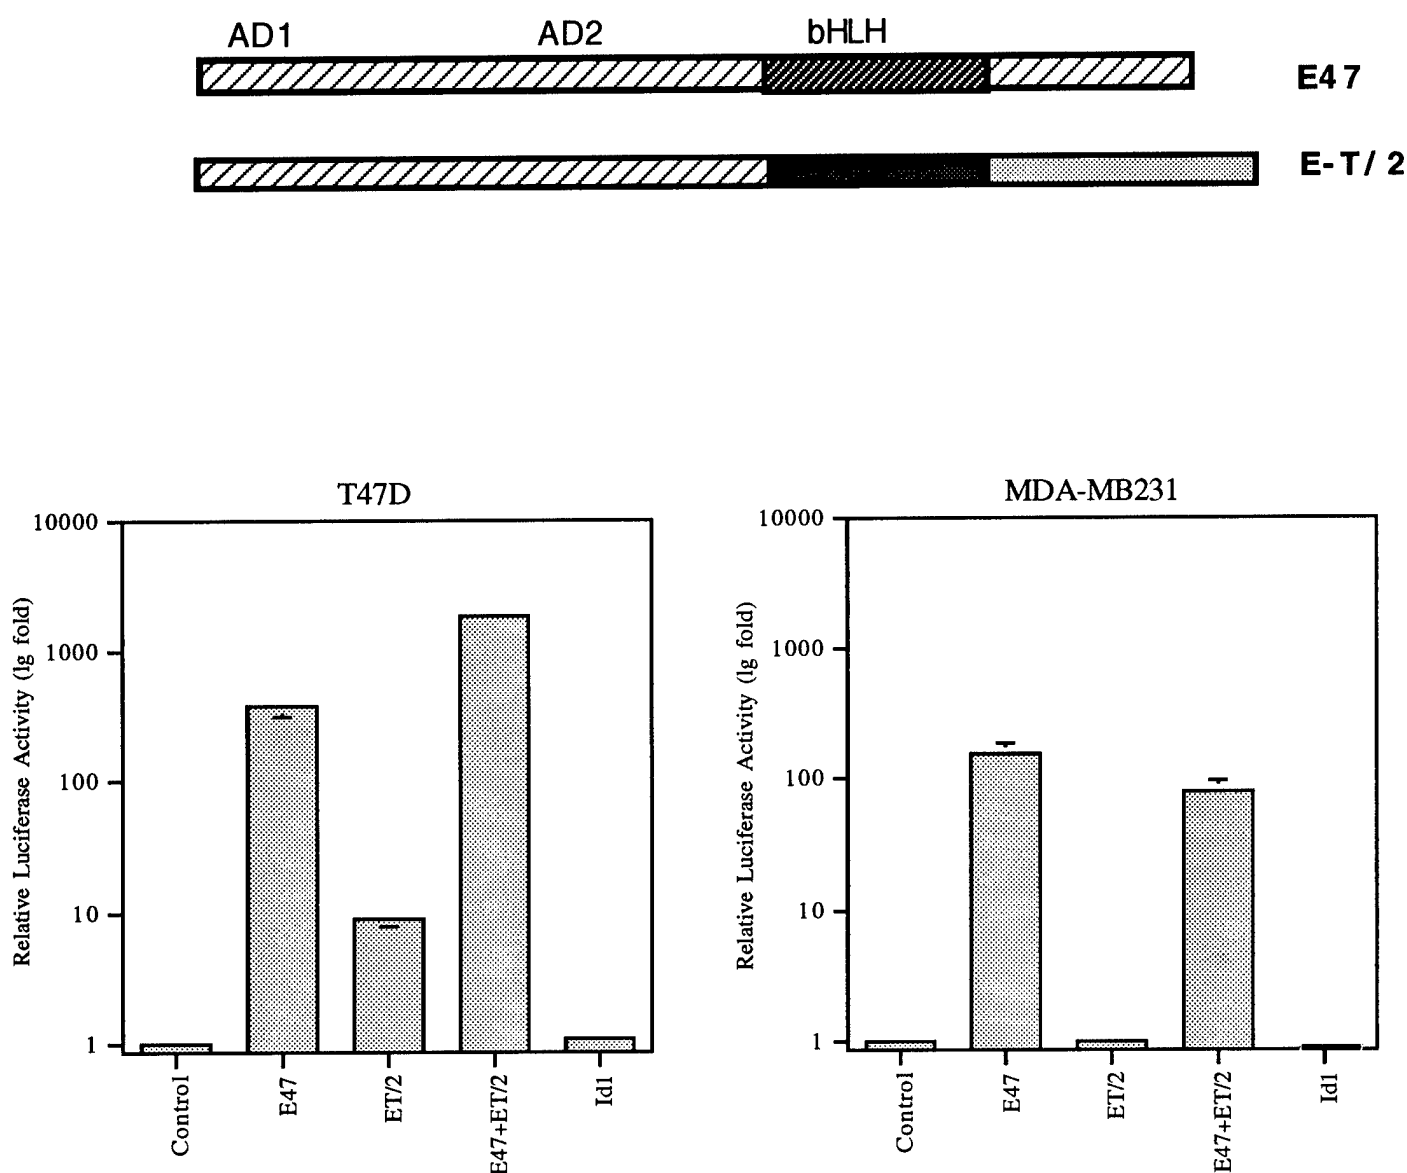 AD1 AD2 bHLH
E47
E-T/2
T47D
10000
1000
100
10
1
Relative Luciferase Activity (lg fold)
Control
E47
ET/2
E47+ET/2
Id1
MDA-MB231
10000
1000
100
10
1
Relative Luciferase Activity (lg fold)
Control
E47
ET/2
E47+ET/2
Id1